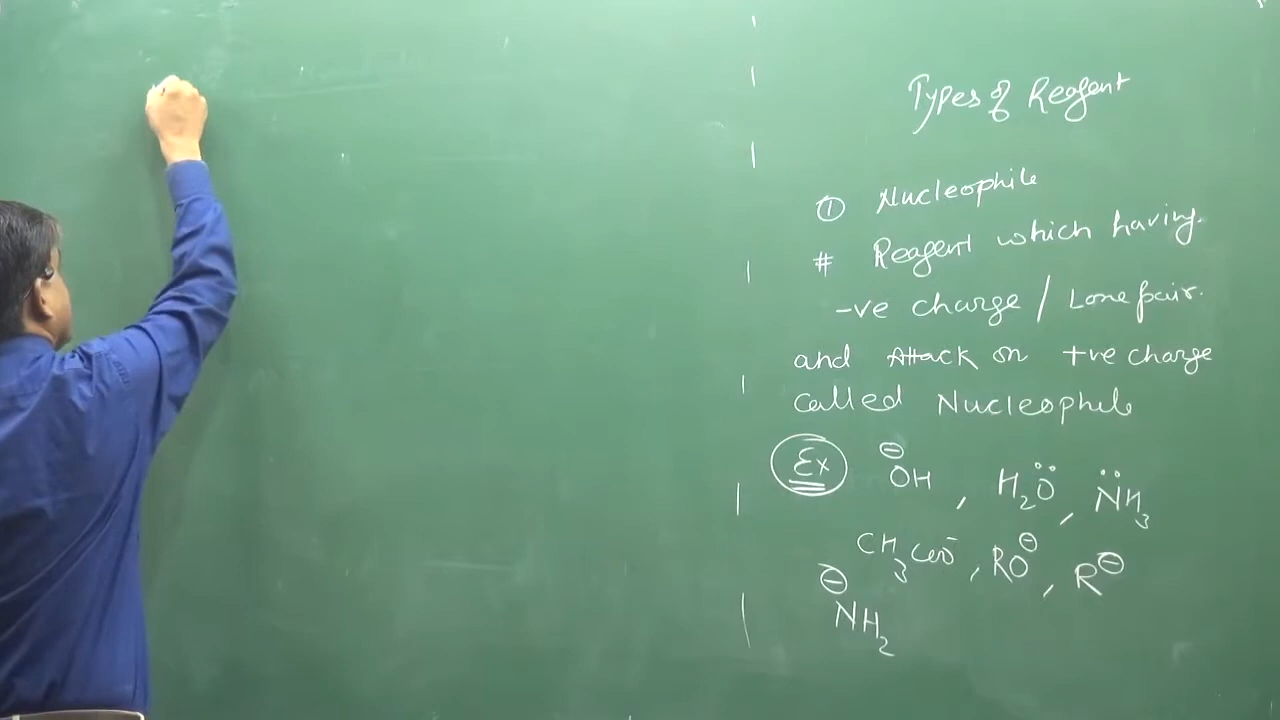 Types of Reagent
① Nucleophile
# Reagent which having.
-ve charge / Lone pair.
and Attack on +ve charge
called Nucleophile
Ex ⊖OH , H₂Ö , N̈H₃
CH₃COO⁻ , RO⊖ , R⊖
⊖NH₂